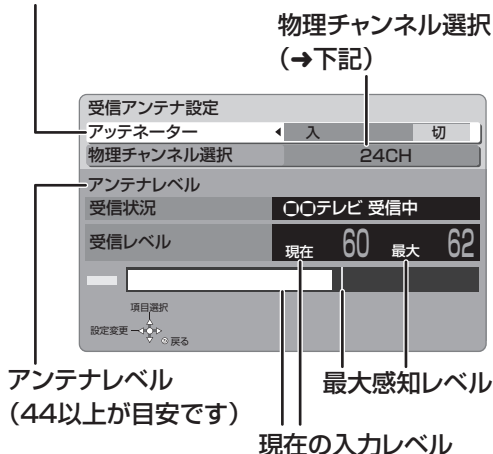 物理チャンネル選択
(➔下記)
受信アンテナ設定
アッテネーター 入 切
物理チャンネル選択 24CH
アンテナレベル
受信状況 ○○テレビ 受信中
受信レベル 現在 60 最大 62
項目選択
設定変更
戻る
アンテナレベル
(44以上が目安です)
最大感知レベル
現在の入力レベル